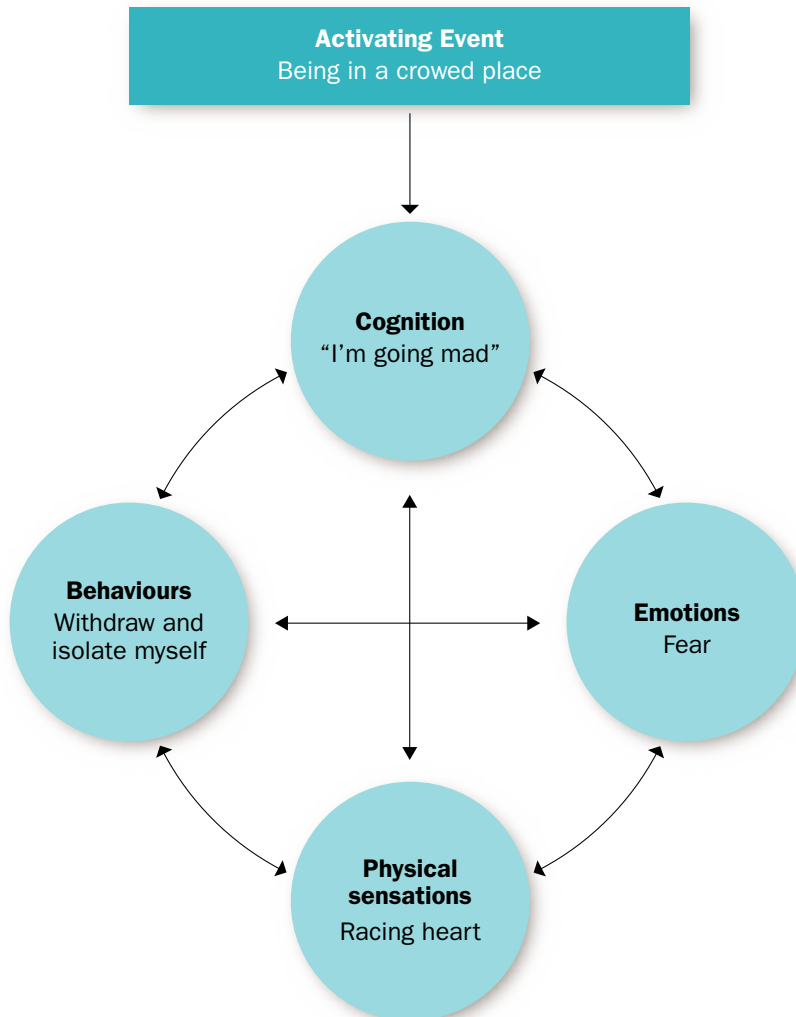 Activating Event
Being in a crowed place
Cognition
“I’m going mad”
Behaviours
Withdraw and
isolate myself
Emotions
Fear
Physical
sensations
Racing heart